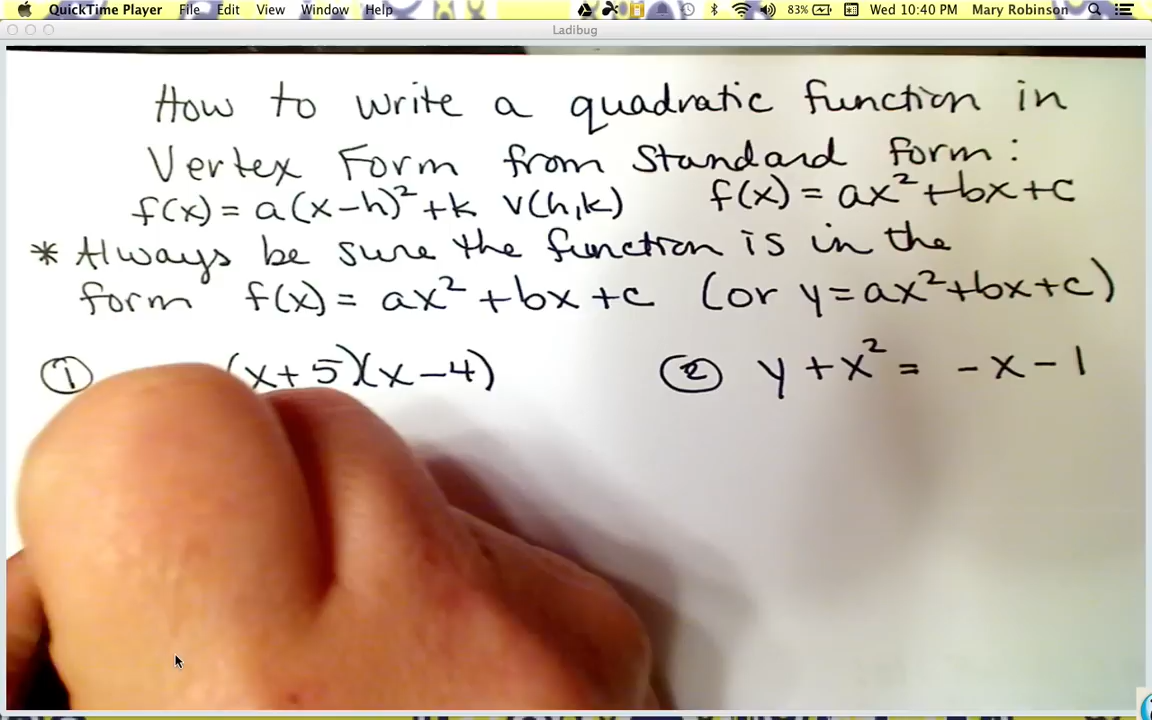 QuickTime Player File Edit View Window Help 83% Wed 10:40 PM Mary Robinson
Ladibug
How to write a quadratic function in
Vertex Form from Standard form:
f(x) = a(x-h)²+k V(h,k) f(x) = ax²+bx+c
* Always be sure the function is in the
form f(x) = ax² + bx + c (or y=ax²+bx+c)
① (x+5)(x-4) ② y + x² = -x - 1